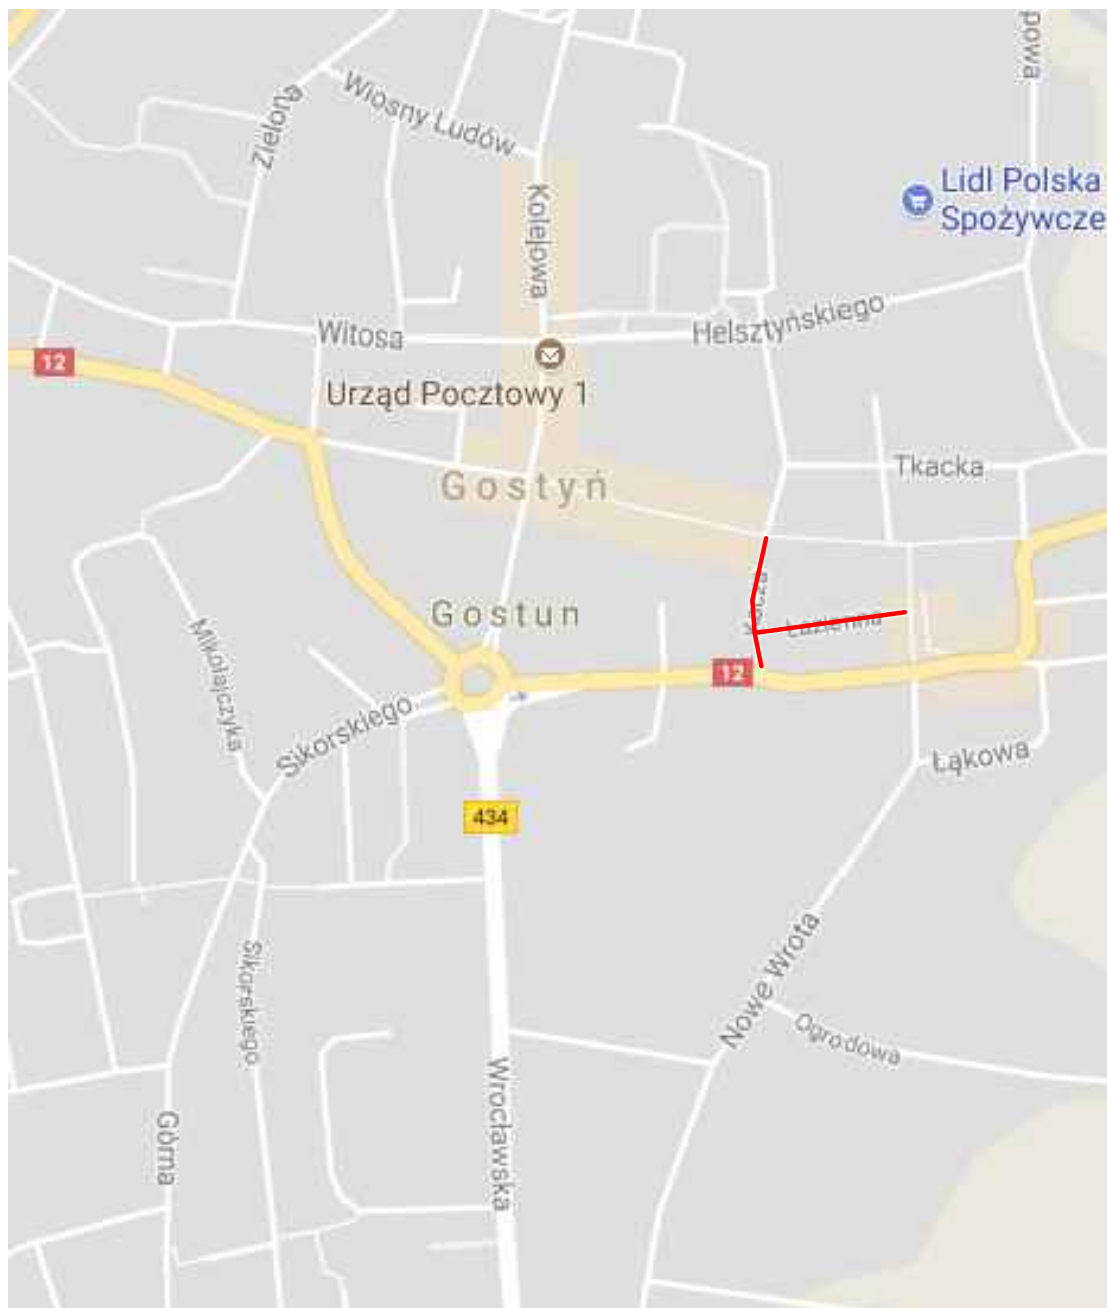 powa
Wiosny Ludów
Zielona
Lidl Polska
Spożywcze
Kolejowa
Helsztyńskiego
Witosa
12
Urząd Pocztowy 1
Tkacka
Gostyń
Gostun
Łazienna
Mikołajczyka
12
Sikorskiego
Łąkowa
434
Nowe Wrota
Sikorskiego
Ogrodowa
Wrocławska
Górna